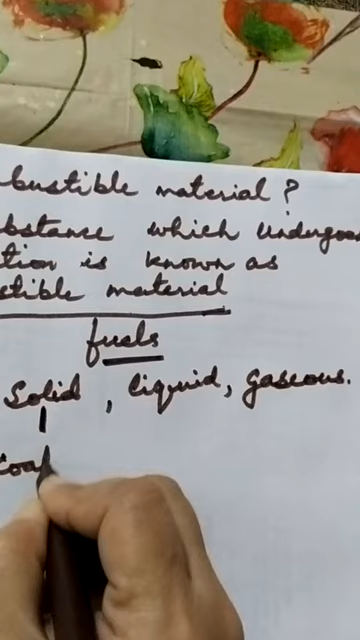 bustible material?
bstance which undergoes
tion is known as
stible material
fuels
Solid, liquid, gaseous.
Coal